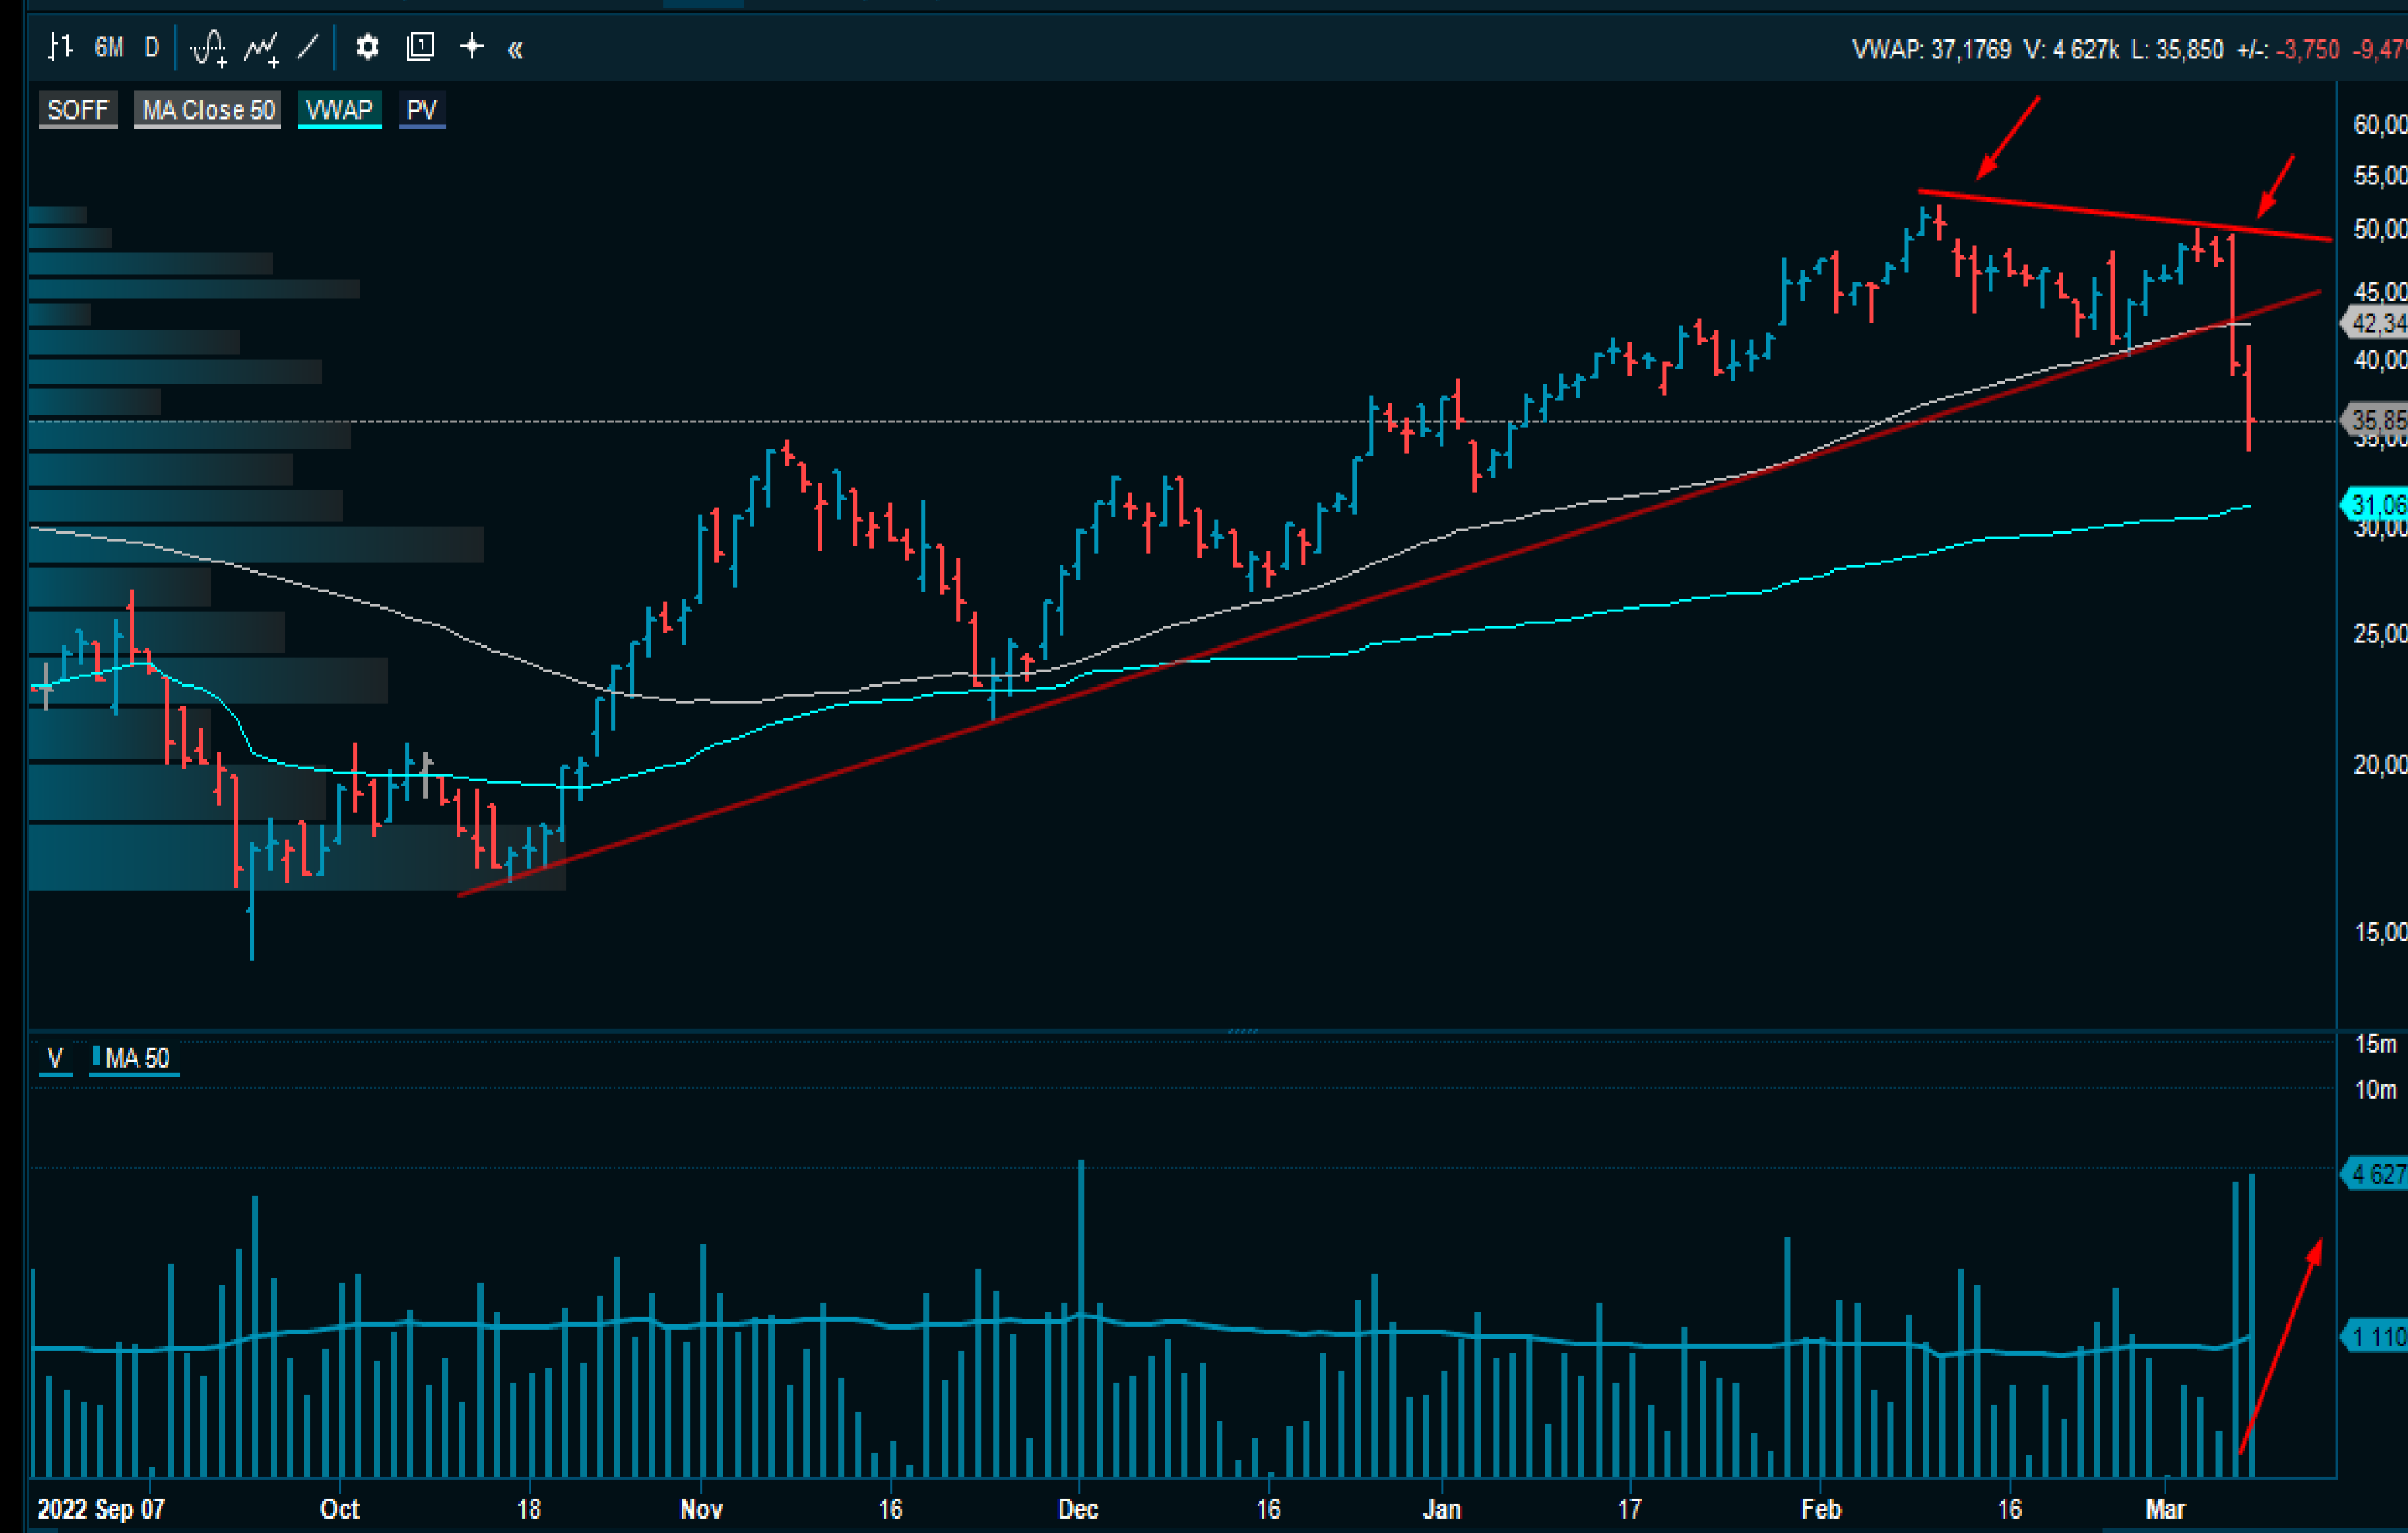 6M D 1 « VWAP: 37,1769 V: 4 627k L: 35,850 +/-: -3,750 -9,47
SOFF MA Close 50 VWAP PV
60,00
55,00
50,00
45,00
42,34
40,00
35,85
35,00
31,06
30,00
25,00
20,00
15,00
V MA 50
15m
10m
4 627
1 110
2022 Sep 07 Oct 18 Nov 16 Dec 16 Jan 17 Feb 16 Mar